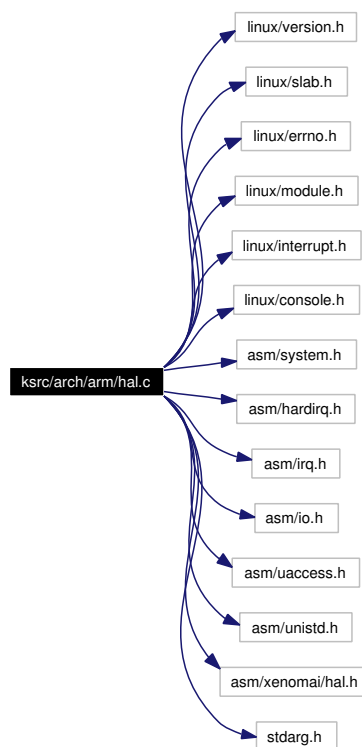 linux/version.h
linux/slab.h
linux/errno.h
linux/module.h
linux/interrupt.h
linux/console.h
asm/system.h
ksrc/arch/arm/hal.c
asm/hardirq.h
asm/irq.h
asm/io.h
asm/uaccess.h
asm/unistd.h
asm/xenomai/hal.h
stdarg.h